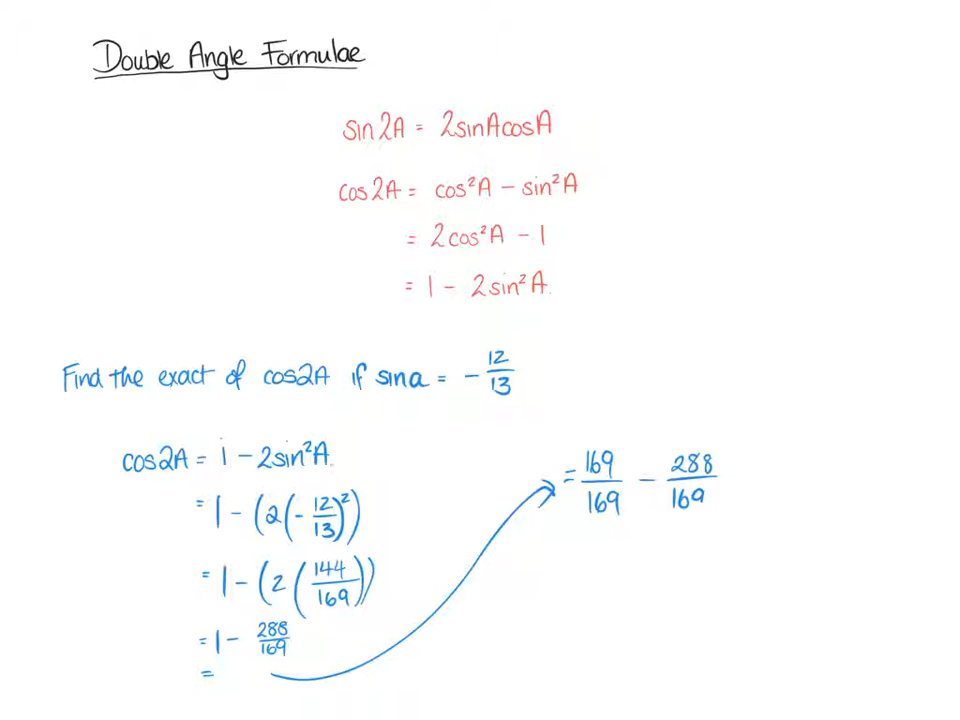 Double Angle Formulae
sin2A = 2sinAcosA
cos2A = cos²A - sin²A
= 2cos²A - 1
= 1 - 2sin²A.
Find the exact of cos2A if sina = -12/13
cos2A = 1 - 2sin²A.
= 1 - (2(-12/13)²)
= 1 - (2(144/169))
= 1 - 288/169
=
= 169/169 - 288/169